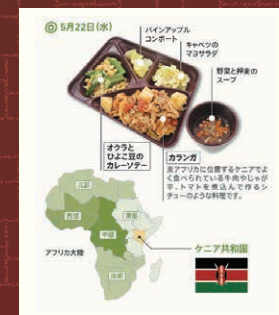 ◎ 5月22日(水)
パインアップル
コンポート
キャベツの
マヨサラダ
野菜と押麦の
スープ
オクラと
ひよこ豆の
カレーソテー
カランガ
東アフリカに位置するケニアでよ
く食べられている牛肉やじゃが
芋、トマトを煮込んで作るシ
チューのような料理です。
北部
西部
東部
中部
南部
アフリカ大陸
ケニア共和国